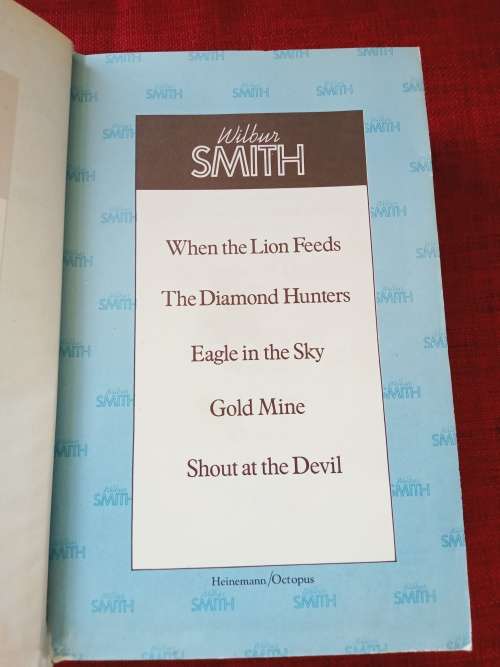 Wilbur
SMITH
When the Lion Feeds
The Diamond Hunters
Eagle in the Sky
Gold Mine
Shout at the Devil
Heinemann/Octopus